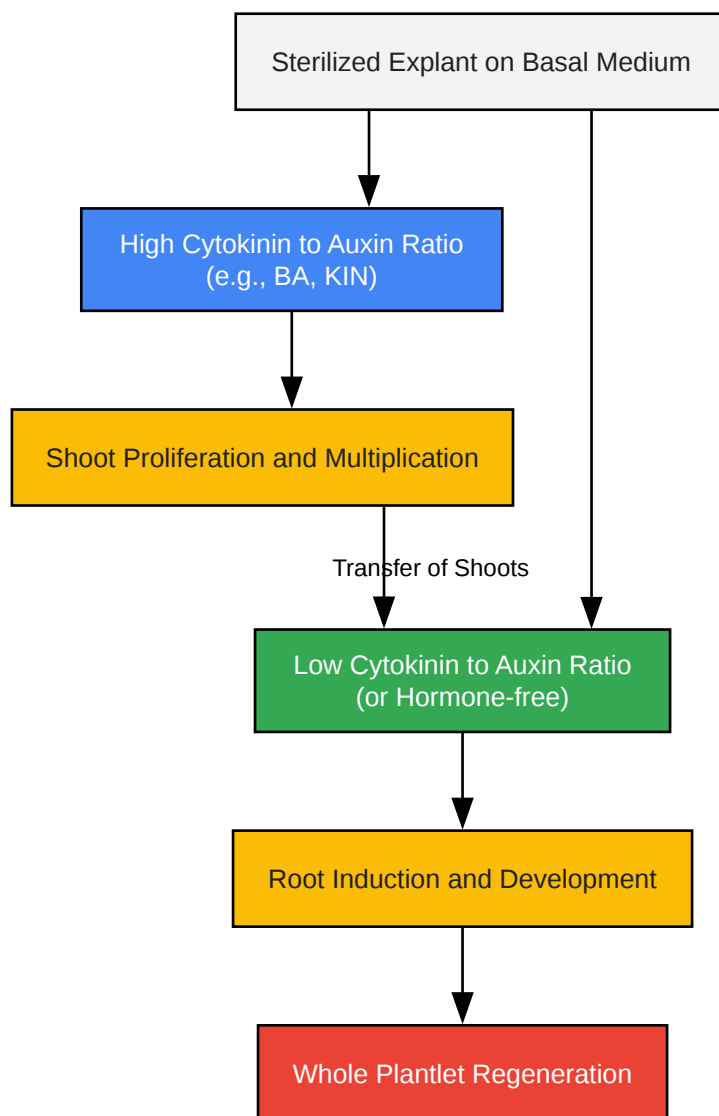 Sterilized Explant on Basal Medium
High Cytokinin to Auxin Ratio
(e.g., BA, KIN)
Shoot Proliferation and Multiplication
Transfer of Shoots
Low Cytokinin to Auxin Ratio
(or Hormone-free)
Root Induction and Development
Whole Plantlet Regeneration